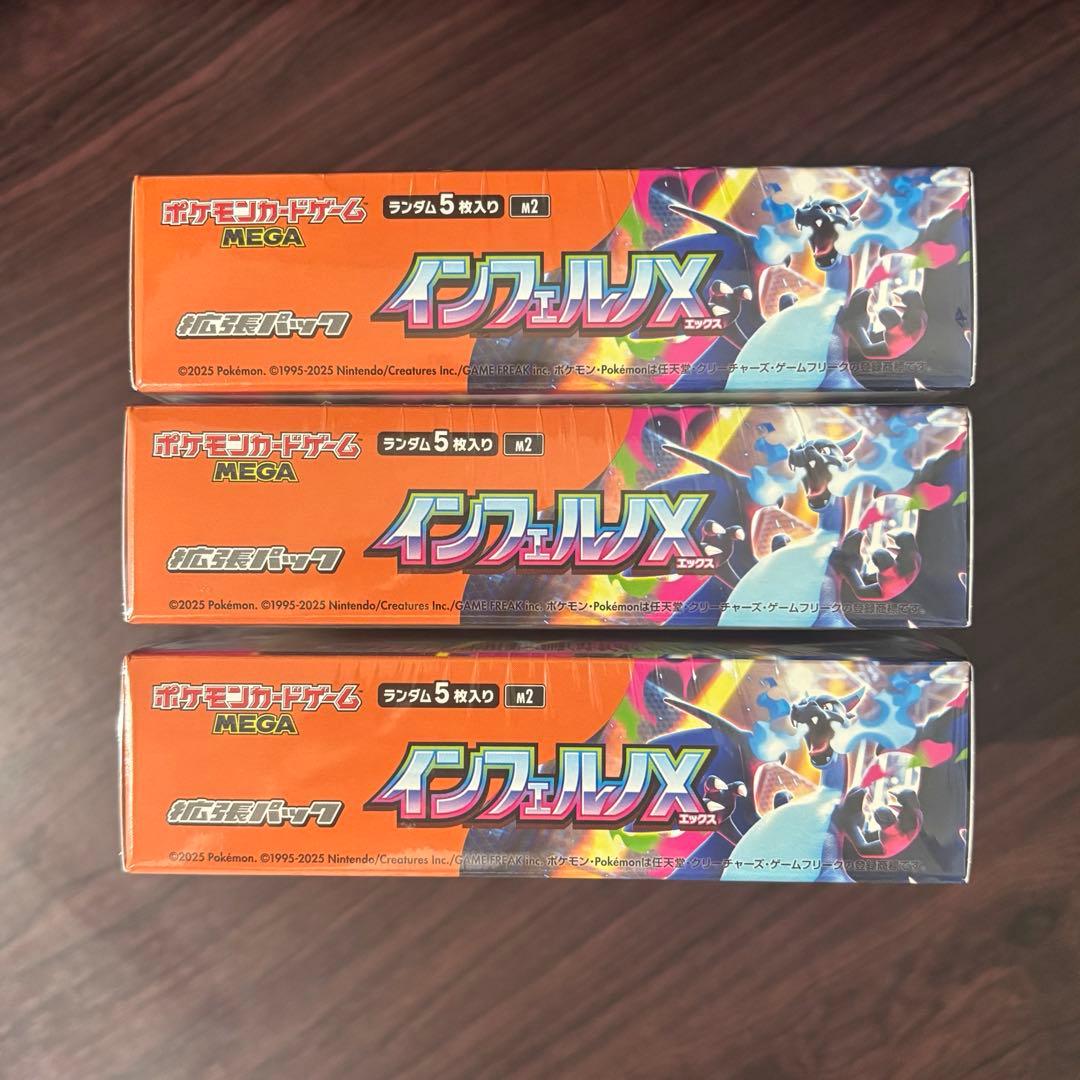 ポケモンカードゲーム™
MEGA
ランダム5枚入り
M2
インフェルノX
エックス
拡張パック
©2025 Pokémon. ©1995-2025 Nintendo/Creatures Inc./GAME FREAK inc. ポケモン・Pokémonは任天堂・クリーチャーズ・ゲームフリークの登録商標です。
ポケモンカードゲーム
MEGA
ランダム5枚入り
M2
インフェルノX
エックス
拡張パック
©2025 Pokémon. ©1995-2025 Nintendo/Creatures Inc./GAME FREAK inc. ポケモン・Pokémonは任天堂・クリーチャーズ・ゲームフリークの登録商標です。
ポケモンカードゲーム
MEGA
ランダム5枚入り
M2
インフェルノX
エックス
拡張パック
©2025 Pokémon. ©1995-2025 Nintendo/Creatures Inc./GAME FREAK inc. ポケモン・Pokémonは任天堂・クリーチャーズ・ゲームフリークの登録商標です。